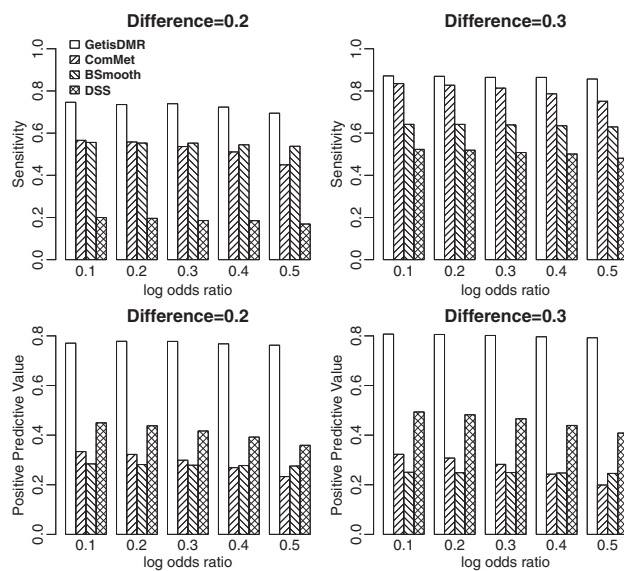 Difference=0.2
Sensitivity
0.0 0.2 0.4 0.6 0.8 1.0
GetisDMR
ComMet
BSmooth
DSS
0.1 0.2 0.3 0.4 0.5
log odds ratio
Difference=0.3
Sensitivity
0.0 0.2 0.4 0.6 0.8 1.0
0.1 0.2 0.3 0.4 0.5
log odds ratio
Difference=0.2
Positive Predictive Value
0.0 0.2 0.4 0.6 0.8
0.1 0.2 0.3 0.4 0.5
log odds ratio
Difference=0.3
Positive Predictive Value
0.0 0.2 0.4 0.6 0.8
0.1 0.2 0.3 0.4 0.5
log odds ratio